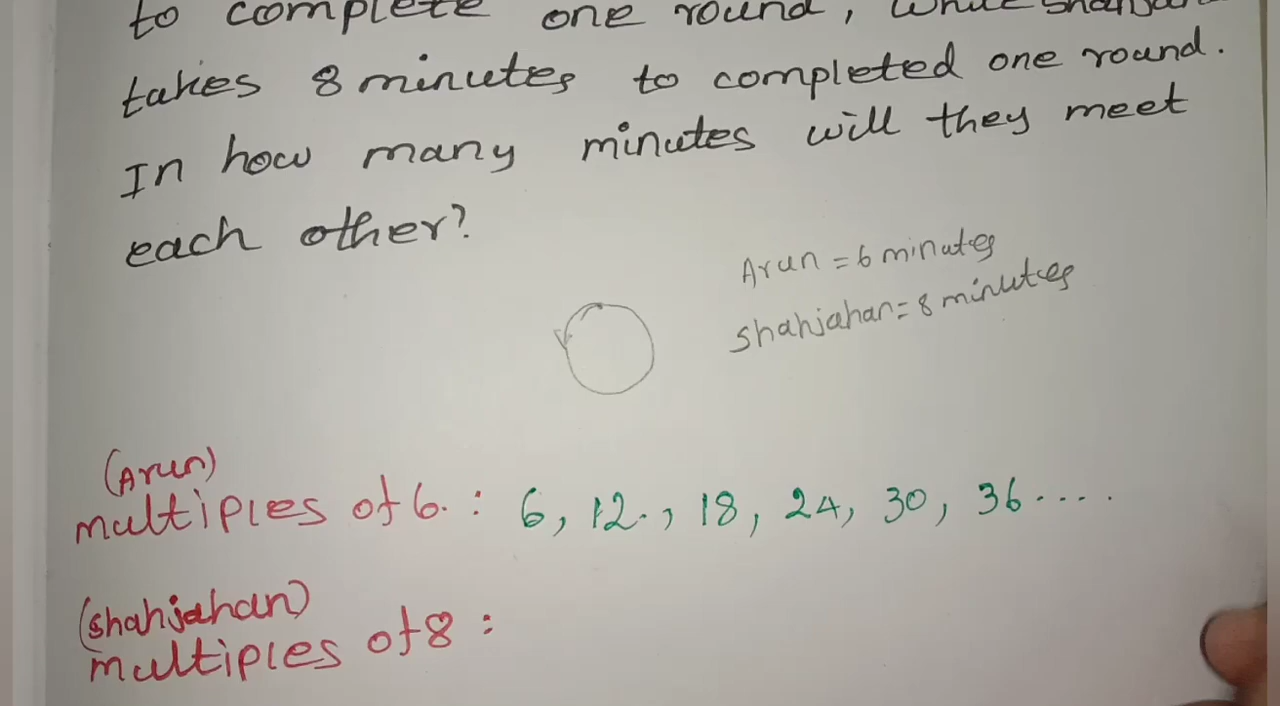 to complete one round, while shahjahan
takes 8 minutes to completed one round.
In how many minutes will they meet
each other?
Arun = 6 minutes
shahjahan = 8 minutes
(Arun)
multiples of 6. : 6, 12., 18, 24, 30, 36....
(shahjahan)
multiples of 8 :